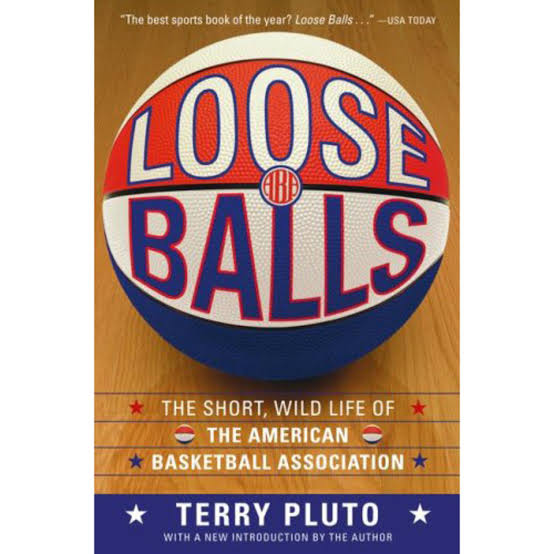 "The best sports book of the year? Loose Balls . . ." —USA TODAY
LOOSE
ABA
BALLS
THE SHORT, WILD LIFE OF
THE AMERICAN
BASKETBALL ASSOCIATION
TERRY PLUTO
WITH A NEW INTRODUCTION BY THE AUTHOR